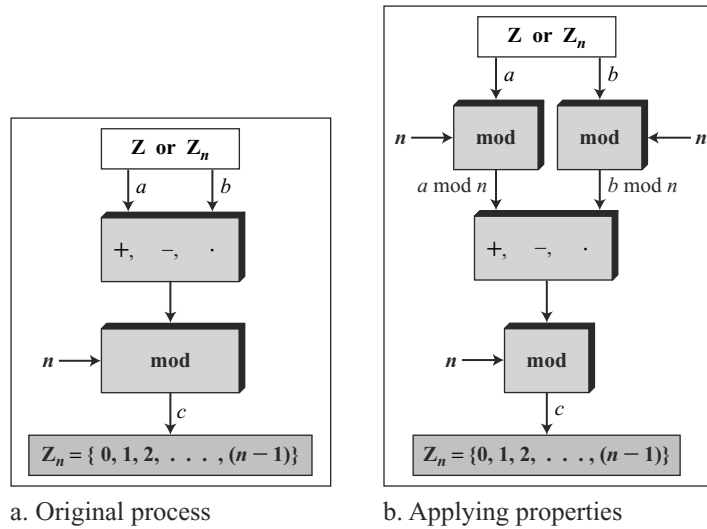 Z or Zn
a b
+, −, ·
n mod
c
Zn = { 0, 1, 2, . . . . , (n − 1)}
a. Original process
Z or Zn
a b
n mod mod n
a mod n b mod n
+, −, ·
n mod
c
Zn = {0, 1, 2, . . . . , (n − 1)}
b. Applying properties